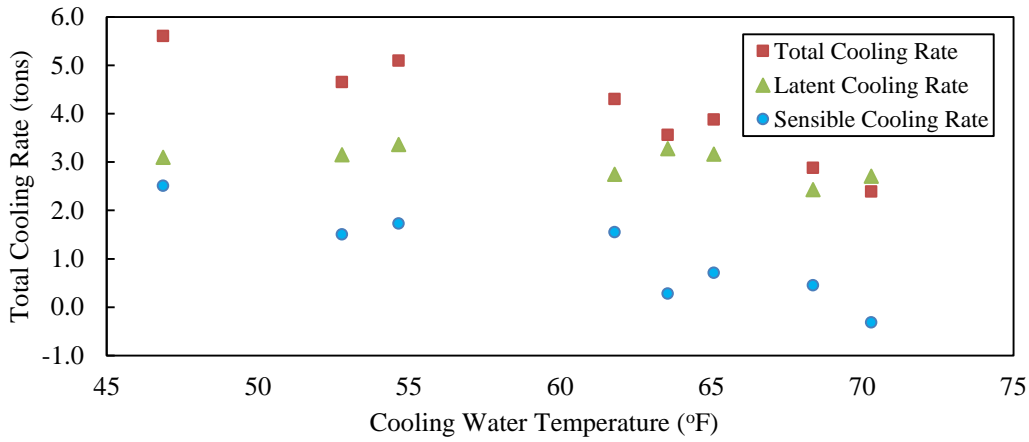 Total Cooling Rate (tons)
6.0
5.0
4.0
3.0
2.0
1.0
0.0
-1.0
Total Cooling Rate
Latent Cooling Rate
Sensible Cooling Rate
45 50 55 60 65 70 75
Cooling Water Temperature (ºF)